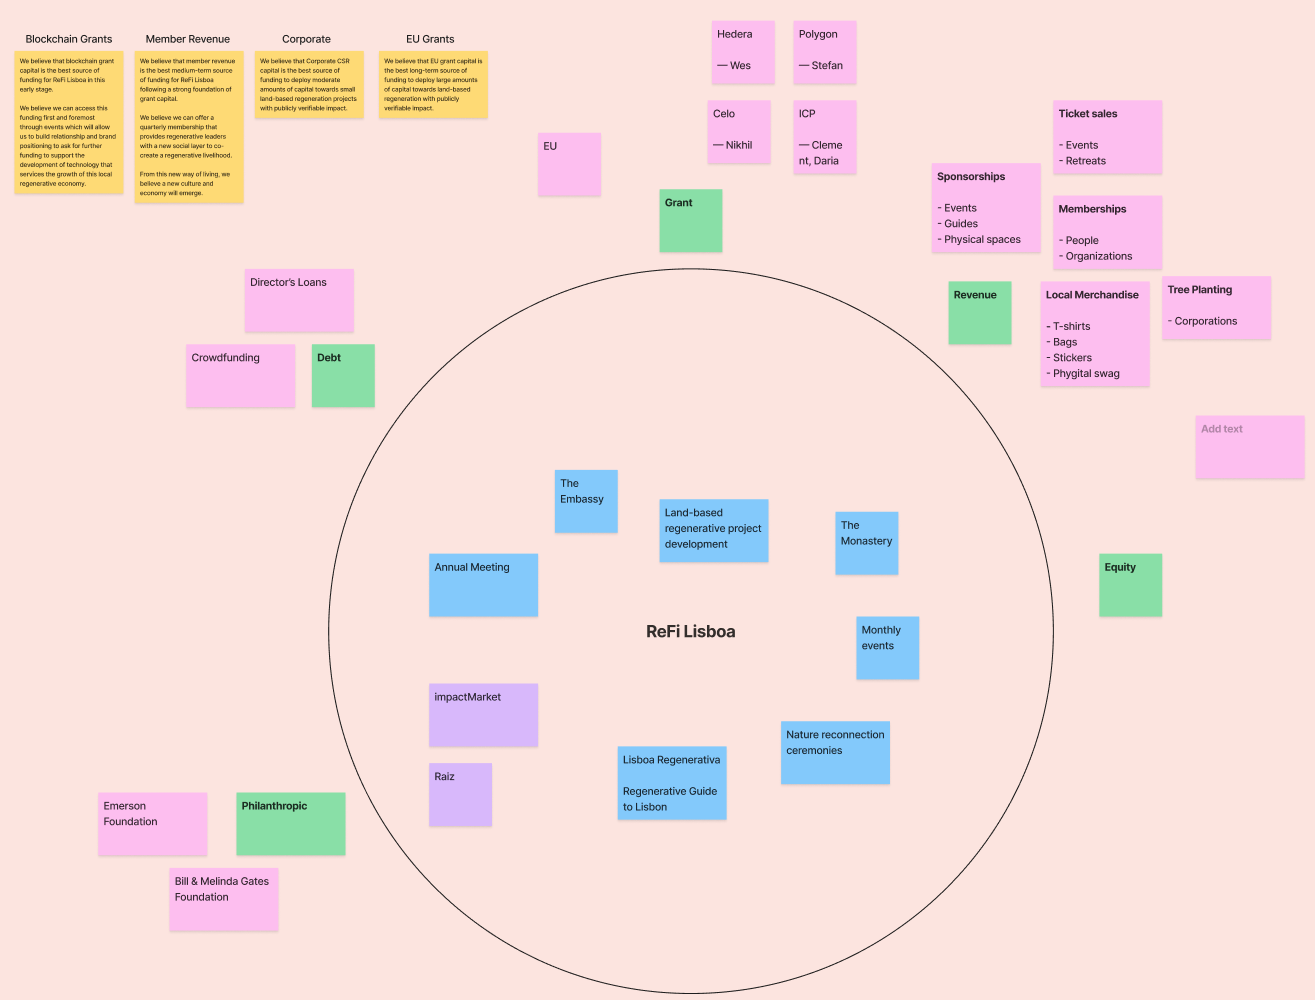 Blockchain Grants
We believe that blockchain grant
capital is the best source of
funding for ReFi Lisboa in this
early stage.
We believe we can access this
funding first and foremost
through events which will allow
us to build relationship and brand
positioning to ask for further
funding to support the
development of technology that
services the growth of this local
regenerative economy.
Member Revenue
We believe that member revenue
is the best medium-term source
of funding for ReFi Lisboa
following a strong foundation of
grant capital.
We believe we can offer a
quarterly membership that
provides regenerative leaders
with a new social layer to co-
create a regenerative livelihood.
From this new way of living, we
believe a new culture and
economy will emerge.
Corporate
We believe that Corporate CSR
capital is the best source of
funding to deploy moderate
amounts of capital towards small
land-based regeneration projects
with publicly verifiable impact.
EU Grants
We believe that EU grant capital is
the best long-term source of
funding to deploy large amounts
of capital towards land-based
regeneration with publicly
verifiable impact.
EU
Hedera
— Wes
Polygon
— Stefan
Celo
— Nikhil
ICP
— Cleme
nt, Daria
Grant
Ticket sales
- Events
- Retreats
Sponsorships
- Events
- Guides
- Physical spaces
Memberships
- People
- Organizations
Revenue
Local Merchandise
- T-shirts
- Bags
- Stickers
- Phygital swag
Tree Planting
- Corporations
Add text
Director's Loans
Crowdfunding
Debt
The
Embassy
Land-based
regenerative project
development
The
Monastery
Annual Meeting
Equity
ReFi Lisboa
Monthly
events
impactMarket
Raiz
Nature reconnection
ceremonies
Lisboa Regenerativa
Regenerative Guide
to Lisbon
Emerson
Foundation
Philanthropic
Bill & Melinda Gates
Foundation